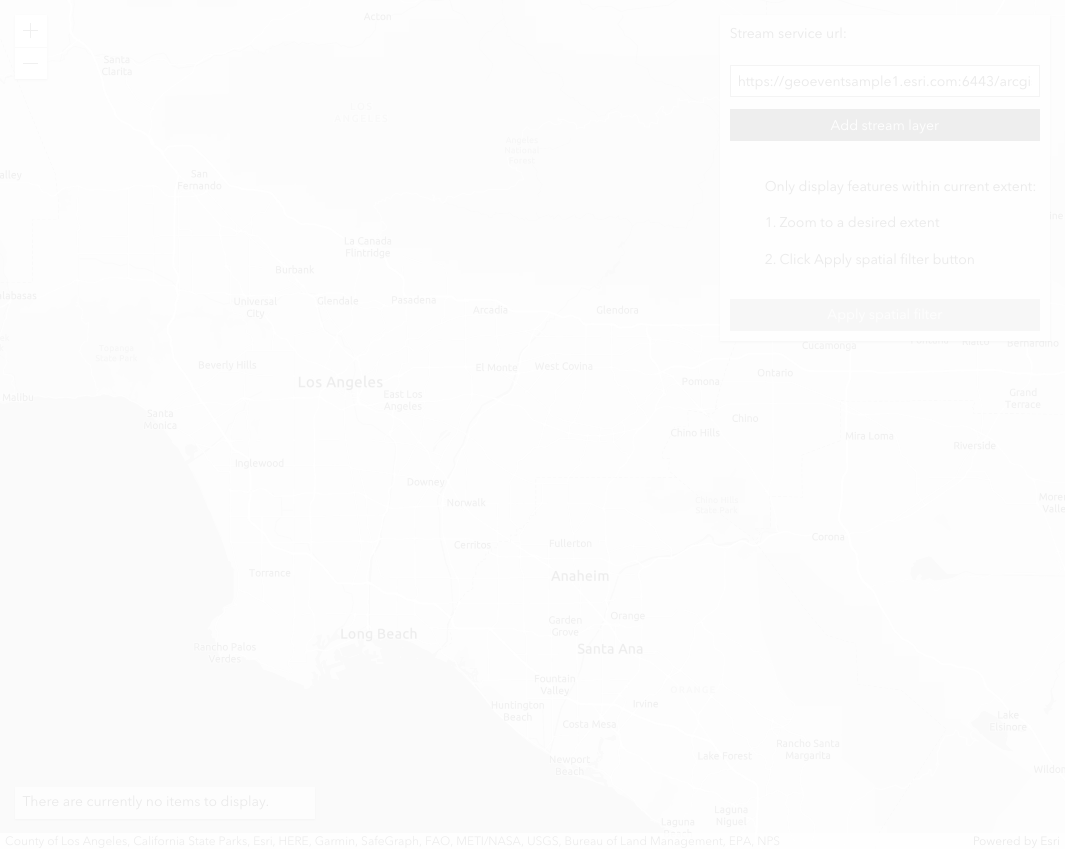 Acton
+
−
Santa
Clarita
Stream service url:
https://geoeventsample1.esri.com:6443/arcgi
Add stream layer
Only display features within current extent:
1. Zoom to a desired extent
2. Click Apply spatial filter button
Apply spatial filter
alley
San
Fernando
La Canada
Flintridge
Burbank
alabasas
Universal
City
Glendale
Pasadena
Arcadia
Glendora
Beverly Hills
Cucamonga
Rialto
Bernardino
El Monte
West Covina
Los Angeles
Pomona
Ontario
Malibu
East Los
Angeles
Grand
Terrace
Santa
Monica
Chino
Chino Hills
Mira Loma
Riverside
Inglewood
Downey
Norwalk
Moren
Valle
Cerritos
Fullerton
Corona
Torrance
Anaheim
Garden
Grove
Orange
Long Beach
Santa Ana
Rancho Palos
Verdes
Fountain
Valley
Huntington
Beach
Irvine
Costa Mesa
Lake
Elsinore
Newport
Beach
Lake Forest
Rancho Santa
Margarita
Wildon
Laguna
Niguel
Laguna
There are currently no items to display.
County of Los Angeles, California State Parks, Esri, HERE, Garmin, SafeGraph, FAO, METI/NASA, USGS, Bureau of Land Management, EPA, NPS
Powered by Esri